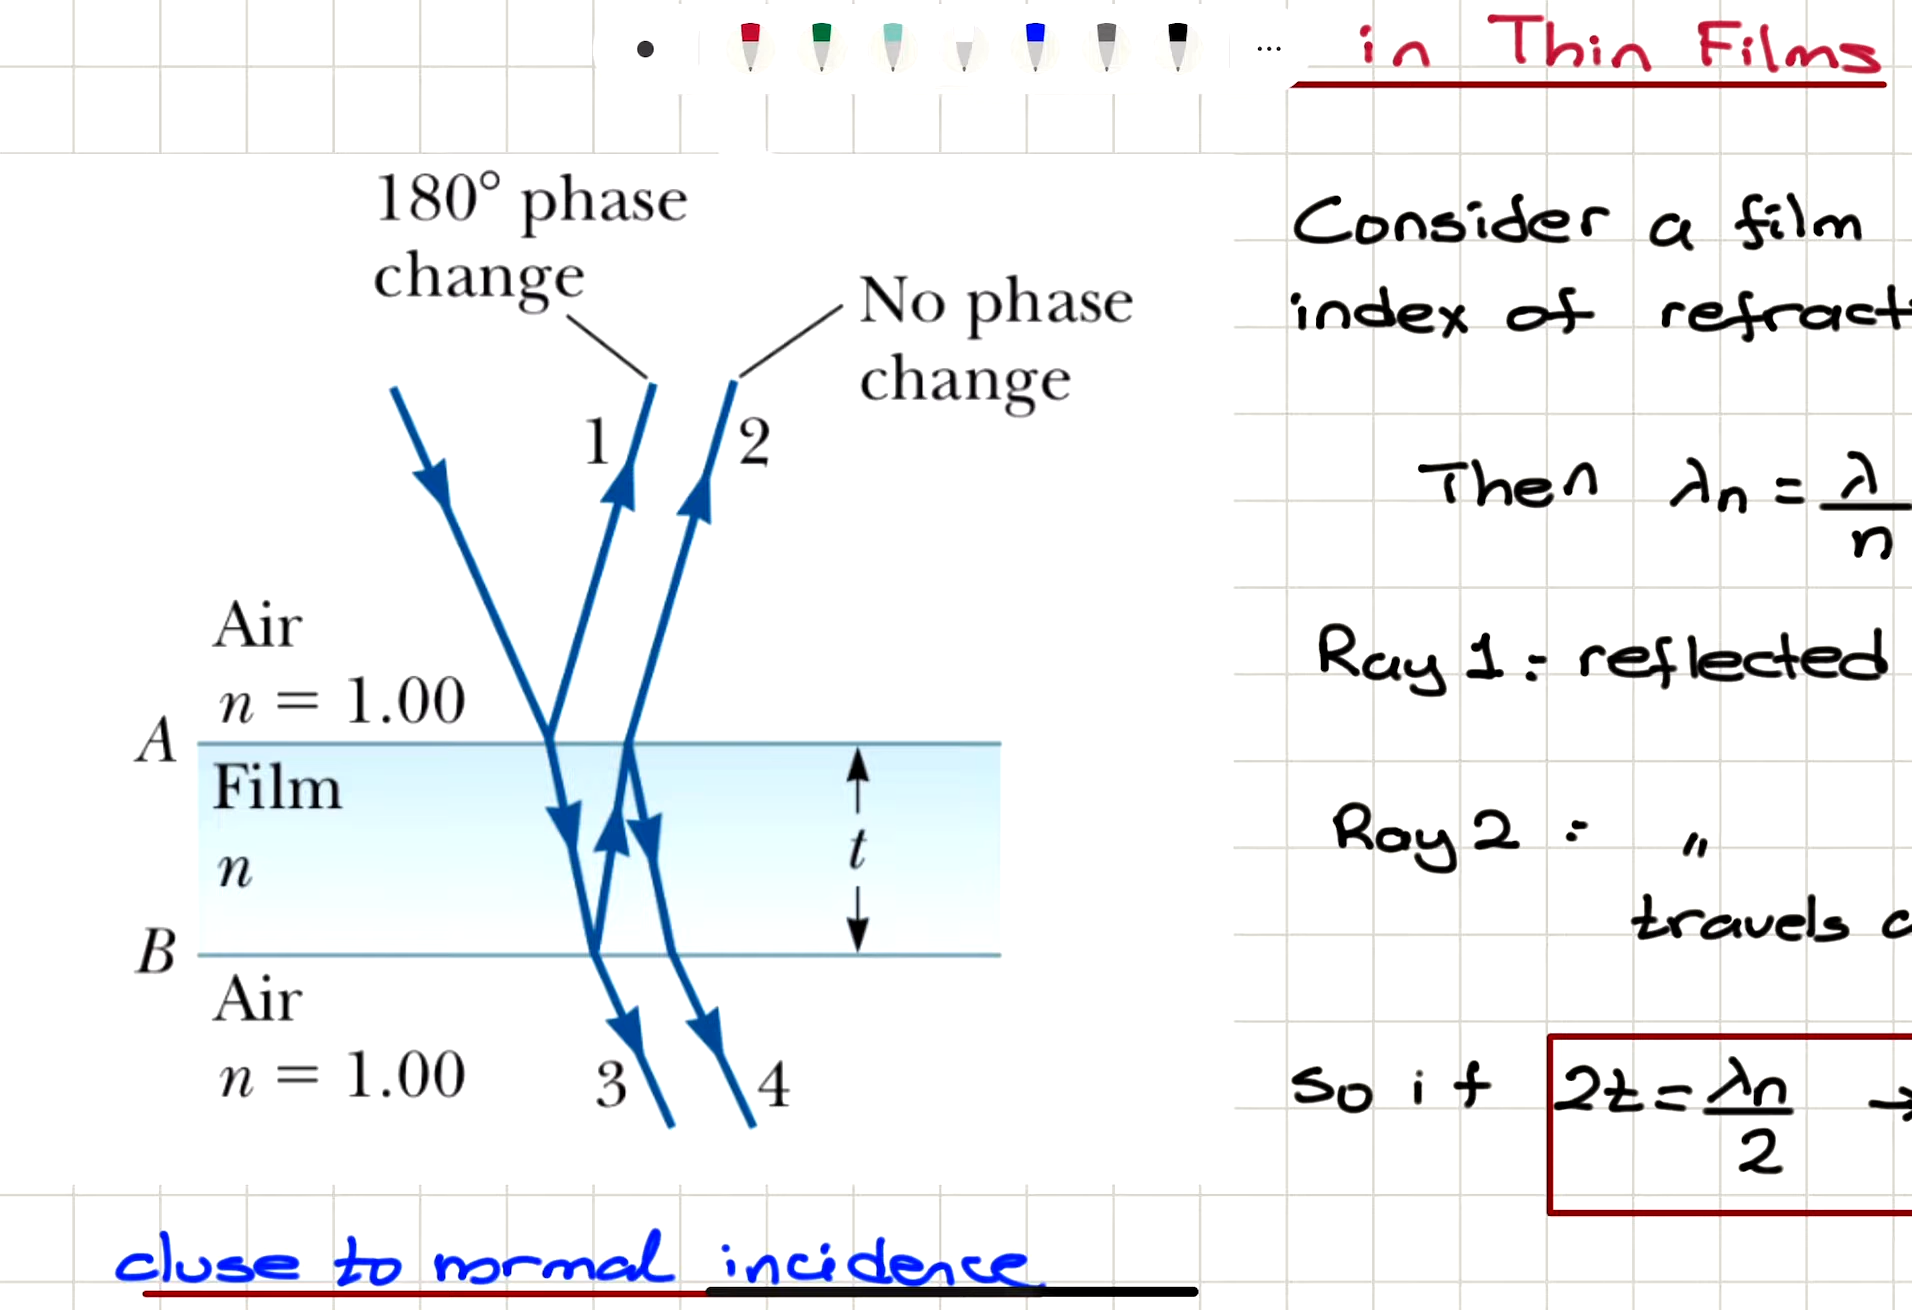 in Thin Films
180° phase
change
No phase
change
1
2
Air
n = 1.00
A
Film
n
t
B
Air
n = 1.00
3
4
close to normal incidence
Consider a film
index of refract
Then λn = λ/n
Ray 1 : reflected
Ray 2 : "
travels
so if 2t = λn/2 →